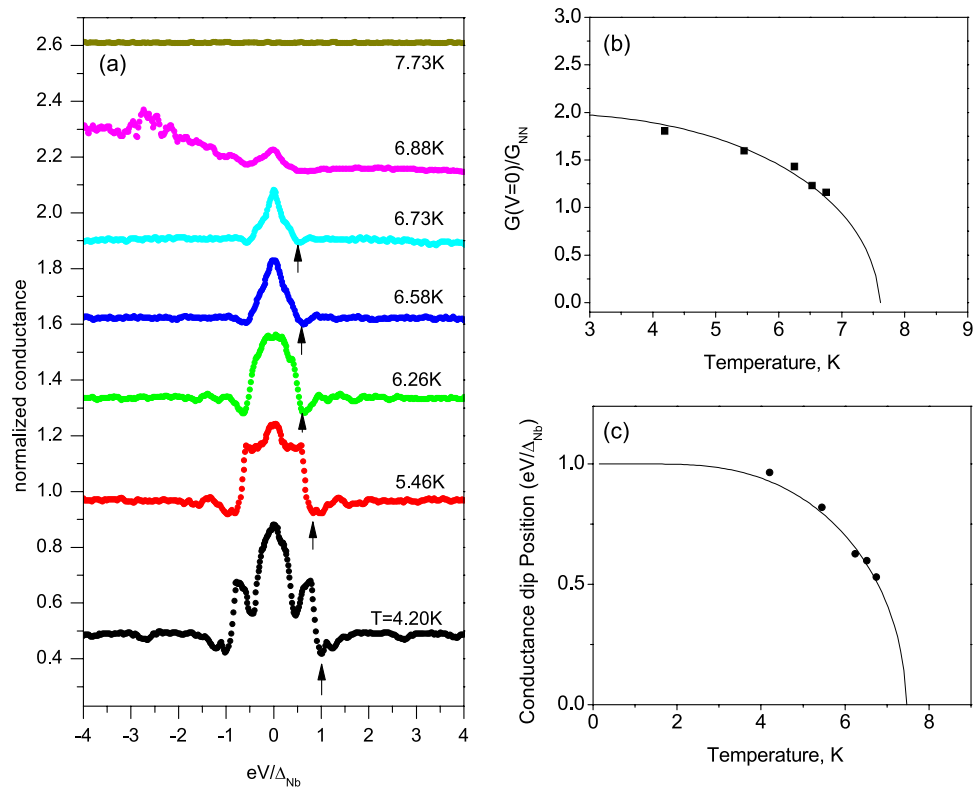 (a)
7.73K
6.88K
6.73K
6.58K
6.26K
5.46K
T=4.20K
2.6
2.4
2.2
2.0
1.8
1.6
1.4
1.2
1.0
0.8
0.6
0.4
normalized conductance
-4 -3 -2 -1 0 1 2 3 4
eV/Δ_Nb
(b)
3.0
2.5
2.0
1.5
1.0
0.5
0.0
G(V=0)/G_NN
3 4 5 6 7 8 9
Temperature, K
(c)
1.0
0.5
0.0
Conductance dip Position (eV/Δ_Nb)
0 2 4 6 8
Temperature, K